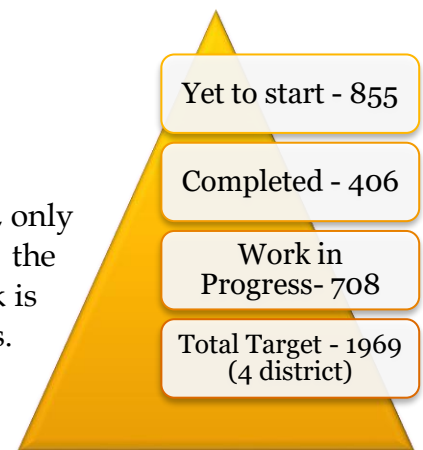 Yet to start - 855
Completed - 406
only
Work in
the
Progress- 708
is
Total Target - 1969
(4 district)